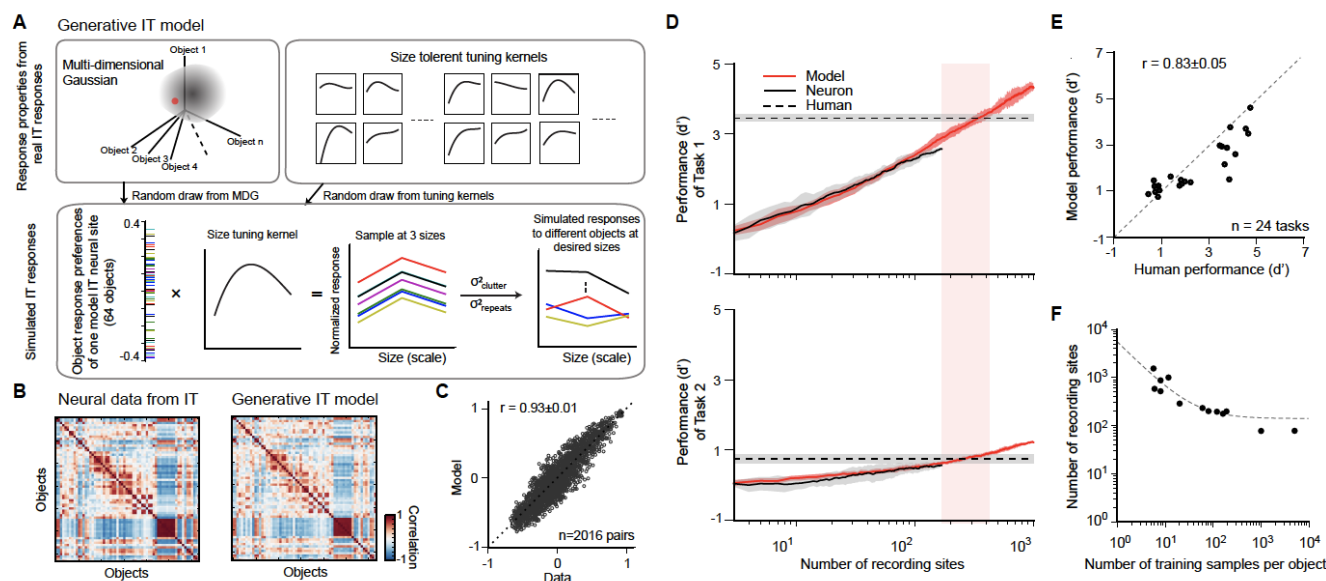 A
Generative IT model
Response properties from
real IT responses
Multi-dimensional
Gaussian
Object 1
Object 2
Object 3
Object 4
Object n
Size tolerent tuning kernels
Random draw from MDG
Random draw from tuning kernels
Simulated IT responses
Object response preferences
of one model IT neural site
(64 objects)
0.4
-0.4
×
Size tuning kernel
=
Sample at 3 sizes
Normalized response
Size (scale)
σ²clutter
σ²repeats
Simulated responses
to different objects at
desired sizes
Size (scale)
B
Neural data from IT
Generative IT model
Objects
Objects
Objects
1
-1
Correlation
C
r = 0.93±0.01
n=2016 pairs
Model
1
0
-1
-1
0
1
Data
D
Model
Neuron
Human
Performance (d')
of Task 1
5
3
1
-1
Performance (d')
of Task 2
5
3
1
-1
10¹
10²
10³
Number of recording sites
E
r = 0.83±0.05
n = 24 tasks
Model performance (d')
7
5
3
1
-1
-1
1
3
5
7
Human performance (d')
F
Number of recording sites
10⁴
10³
10²
10¹
10⁰
10⁰
10¹
10²
10³
10⁴
Number of training samples per object